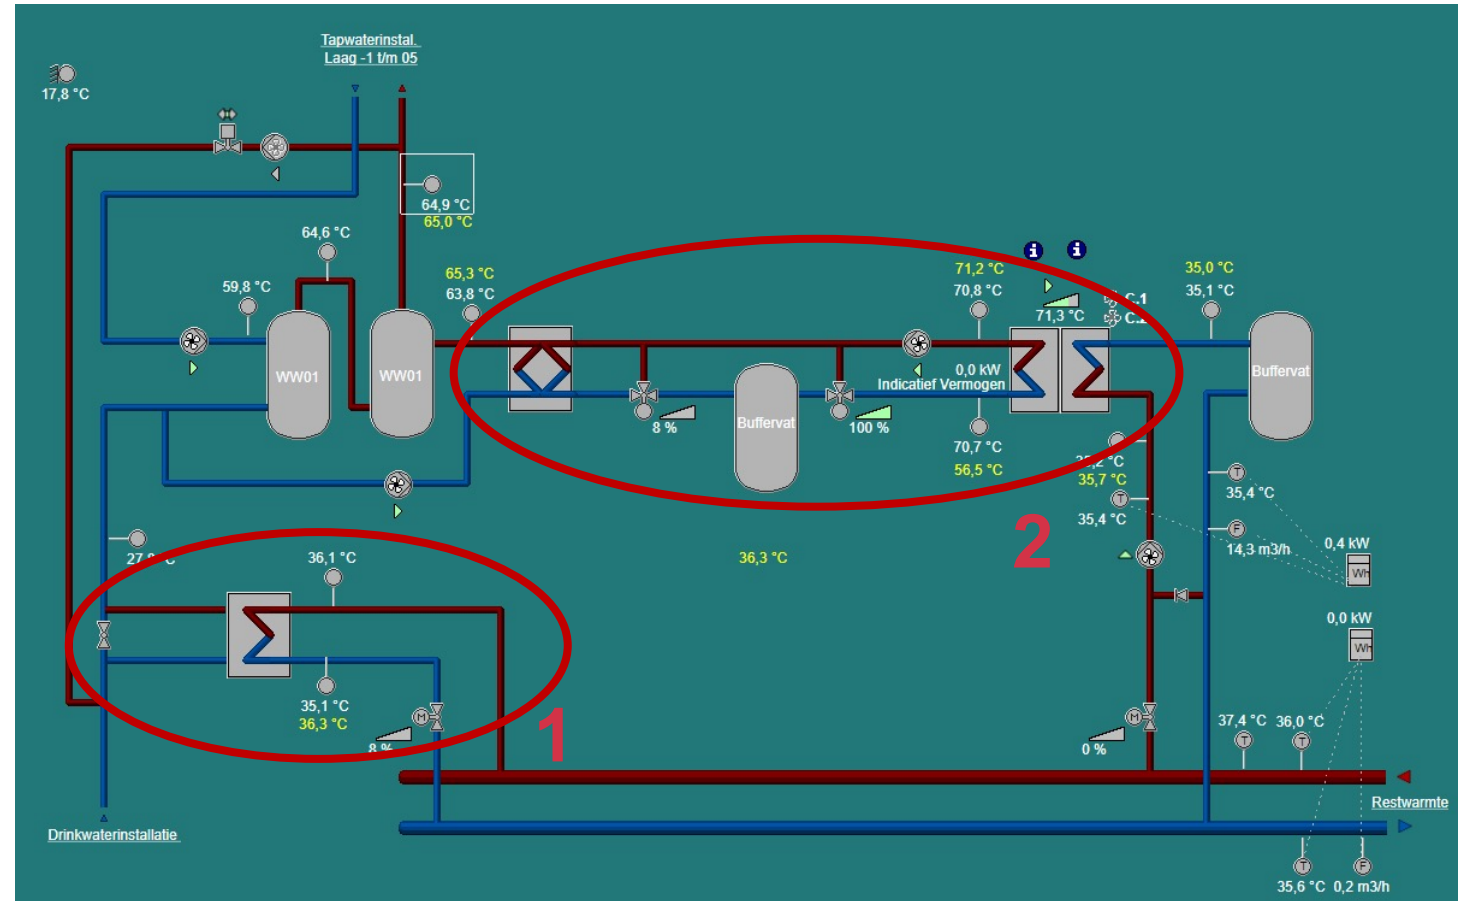 Tapwaterinstal.
Laag -1 t/m 05
17,8 °C
64,9 °C
65,0 °C
64,6 °C
59,8 °C
65,3 °C
63,8 °C
71,2 °C
70,8 °C
71,3 °C
C.1
35,0 °C
35,1 °C
WW01
WW01
0,0 kW
Indicatief Vermogen
Buffervat
Buffervat
8 %
100 %
70,7 °C
56,5 °C
35,7 °C
35,4 °C
35,4 °C
T
T
F
14,3 m3/h
0,4 kW
Wh
2
36,3 °C
36,1 °C
0,0 kW
Wh
35,1 °C
36,3 °C
M
8 %
1
M
0 %
37,4 °C
36,0 °C
T
T
Restwarmte
Drinkwaterinstallatie
T
F
35,6 °C
0,2 m3/h